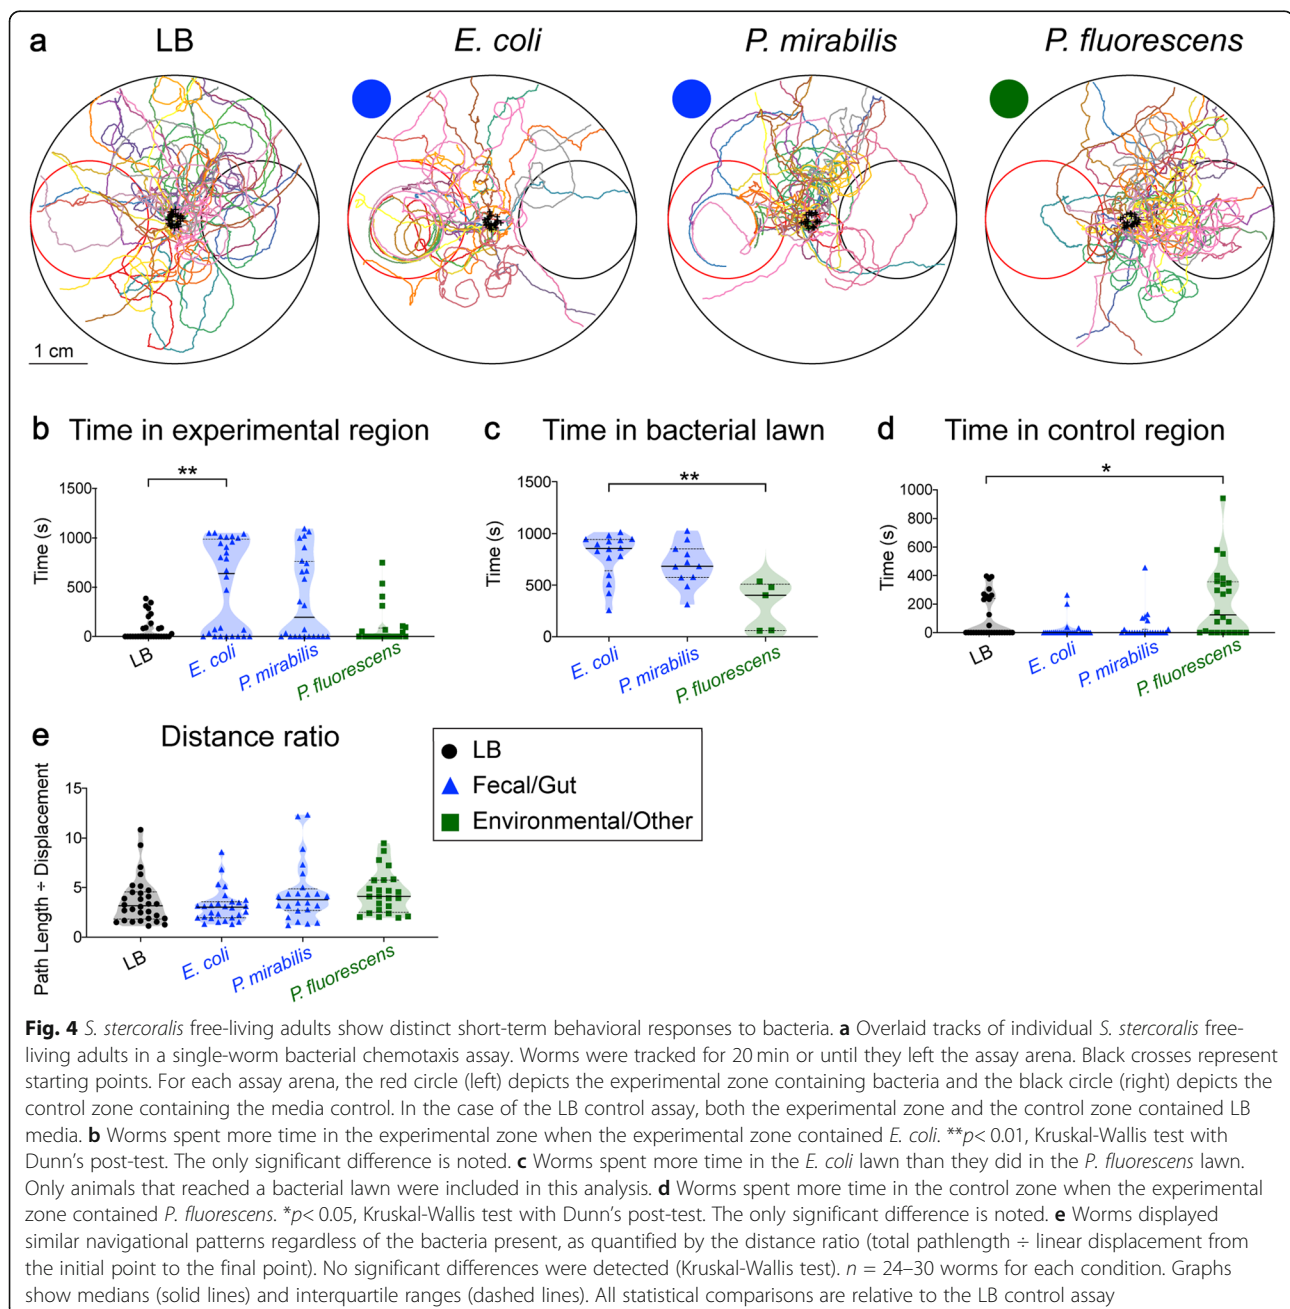 a LB E. coli P. mirabilis P. fluorescens
1 cm
b Time in experimental region
**
Time (s)
1500
1000
500
0
LB
E. coli
P. mirabilis
P. fluorescens
c Time in bacterial lawn
**
Time (s)
1500
1000
500
0
E. coli
P. mirabilis
P. fluorescens
d Time in control region
*
Time (s)
1000
800
600
400
200
0
LB
E. coli
P. mirabilis
P. fluorescens
e Distance ratio
Path Length ÷ Displacement
15
10
5
0
LB
E. coli
P. mirabilis
P. fluorescens
LB
Fecal/Gut
Environmental/Other
Fig. 4 S. stercoralis free-living adults show distinct short-term behavioral responses to bacteria. a Overlaid tracks of individual S. stercoralis free-
living adults in a single-worm bacterial chemotaxis assay. Worms were tracked for 20 min or until they left the assay arena. Black crosses represent
starting points. For each assay arena, the red circle (left) depicts the experimental zone containing bacteria and the black circle (right) depicts the
control zone containing the media control. In the case of the LB control assay, both the experimental zone and the control zone contained LB
media. b Worms spent more time in the experimental zone when the experimental zone contained E. coli. **p< 0.01, Kruskal-Wallis test with
Dunn's post-test. The only significant difference is noted. c Worms spent more time in the E. coli lawn than they did in the P. fluorescens lawn.
Only animals that reached a bacterial lawn were included in this analysis. d Worms spent more time in the control zone when the experimental
zone contained P. fluorescens. *p< 0.05, Kruskal-Wallis test with Dunn's post-test. The only significant difference is noted. e Worms displayed
similar navigational patterns regardless of the bacteria present, as quantified by the distance ratio (total pathlength ÷ linear displacement from
the initial point to the final point). No significant differences were detected (Kruskal-Wallis test). n = 24–30 worms for each condition. Graphs
show medians (solid lines) and interquartile ranges (dashed lines). All statistical comparisons are relative to the LB control assay